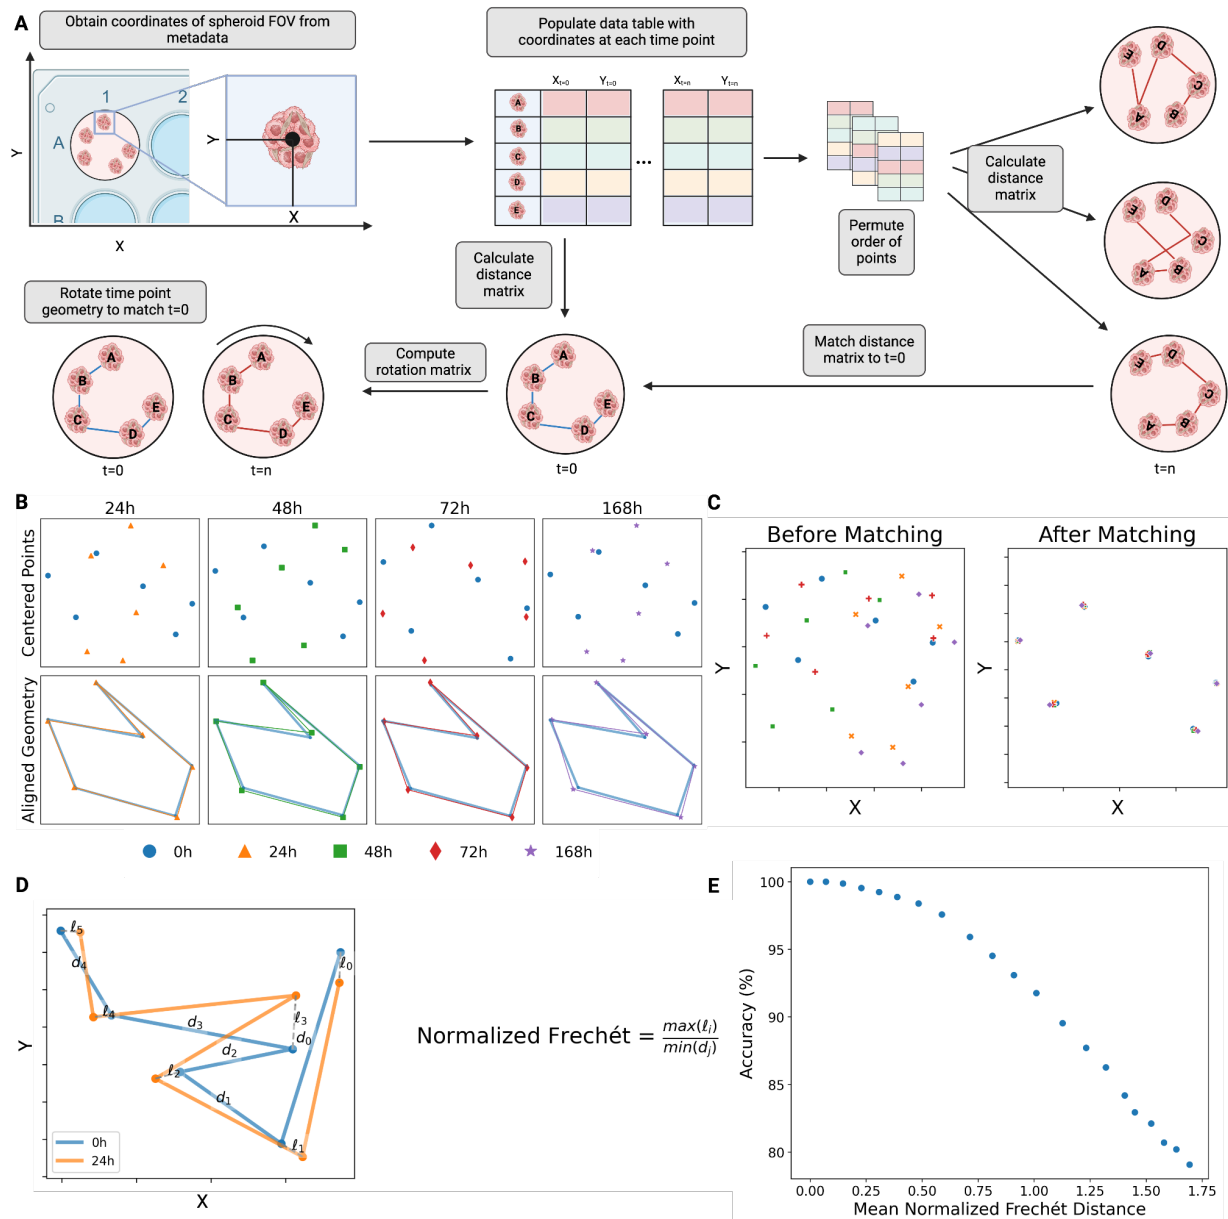 A
Obtain coordinates of spheroid FOV from
metadata
Populate data table with
coordinates at each time point
1
2
A
B
Y
X
Y
X
Xt=0
Yt=0
Xt=n
Yt=n
A
B
C
D
E
...
Permute
order of
points
Calculate
distance
matrix
E
D
C
B
A
E
D
C
B
A
Calculate
distance
matrix
Rotate time point
geometry to match t=0
Compute
rotation matrix
Match distance
matrix to t=0
A
B
C
D
E
t=0
A
B
C
D
E
t=n
A
B
C
D
E
t=0
E
D
C
B
A
t=n
B
24h
48h
72h
168h
Centered Points
Aligned Geometry
0h
24h
48h
72h
168h
C
Before Matching
After Matching
Y
X
Y
X
D
ℓ5
d4
ℓ4
d3
ℓ3
d0
d2
ℓ2
d1
ℓ1
ℓ0
0h
24h
Y
X
Normalized Frechét = max(ℓi)
min(dj)
E
Accuracy (%)
100
95
90
85
80
0.00 0.25 0.50 0.75 1.00 1.25 1.50 1.75
Mean Normalized Frechét Distance